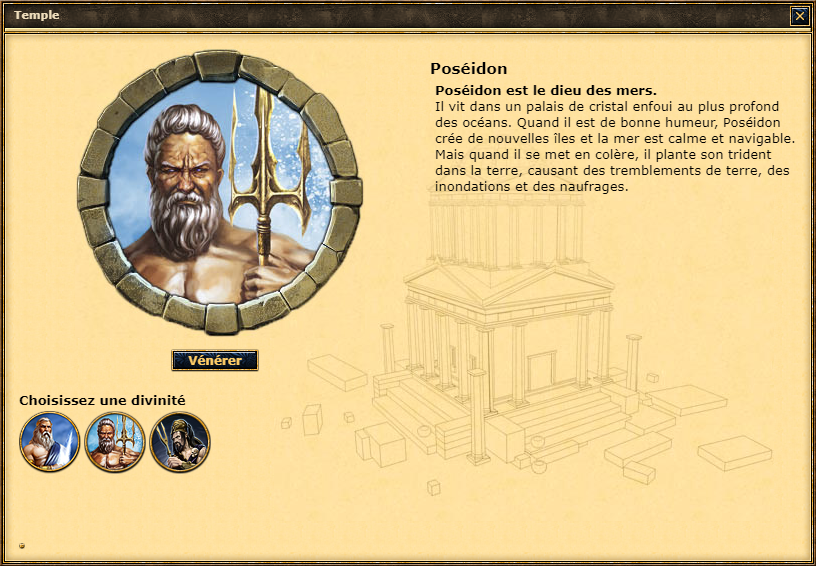 Temple
Poséidon
Poséidon est le dieu des mers.
Il vit dans un palais de cristal enfoui au plus profond
des océans. Quand il est de bonne humeur, Poséidon
crée de nouvelles îles et la mer est calme et navigable.
Mais quand il se met en colère, il plante son trident
dans la terre, causant des tremblements de terre, des
inondations et des naufrages.
Vénérer
Choisissez une divinité